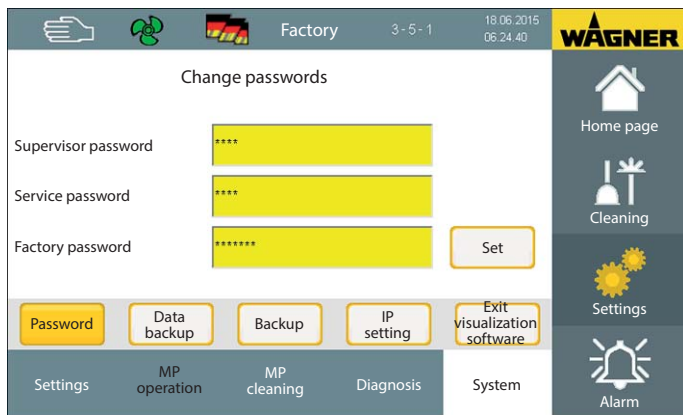 Factory
3-5-1
18.06.2015
06.24.40
WAGNER
Change passwords
Home page
Supervisor password
****
Service password
****
Cleaning
Factory password
*******
Set
Settings
Password
Data
backup
Backup
IP
setting
Exit
visualization
software
Settings
MP
operation
MP
cleaning
Diagnosis
System
Alarm